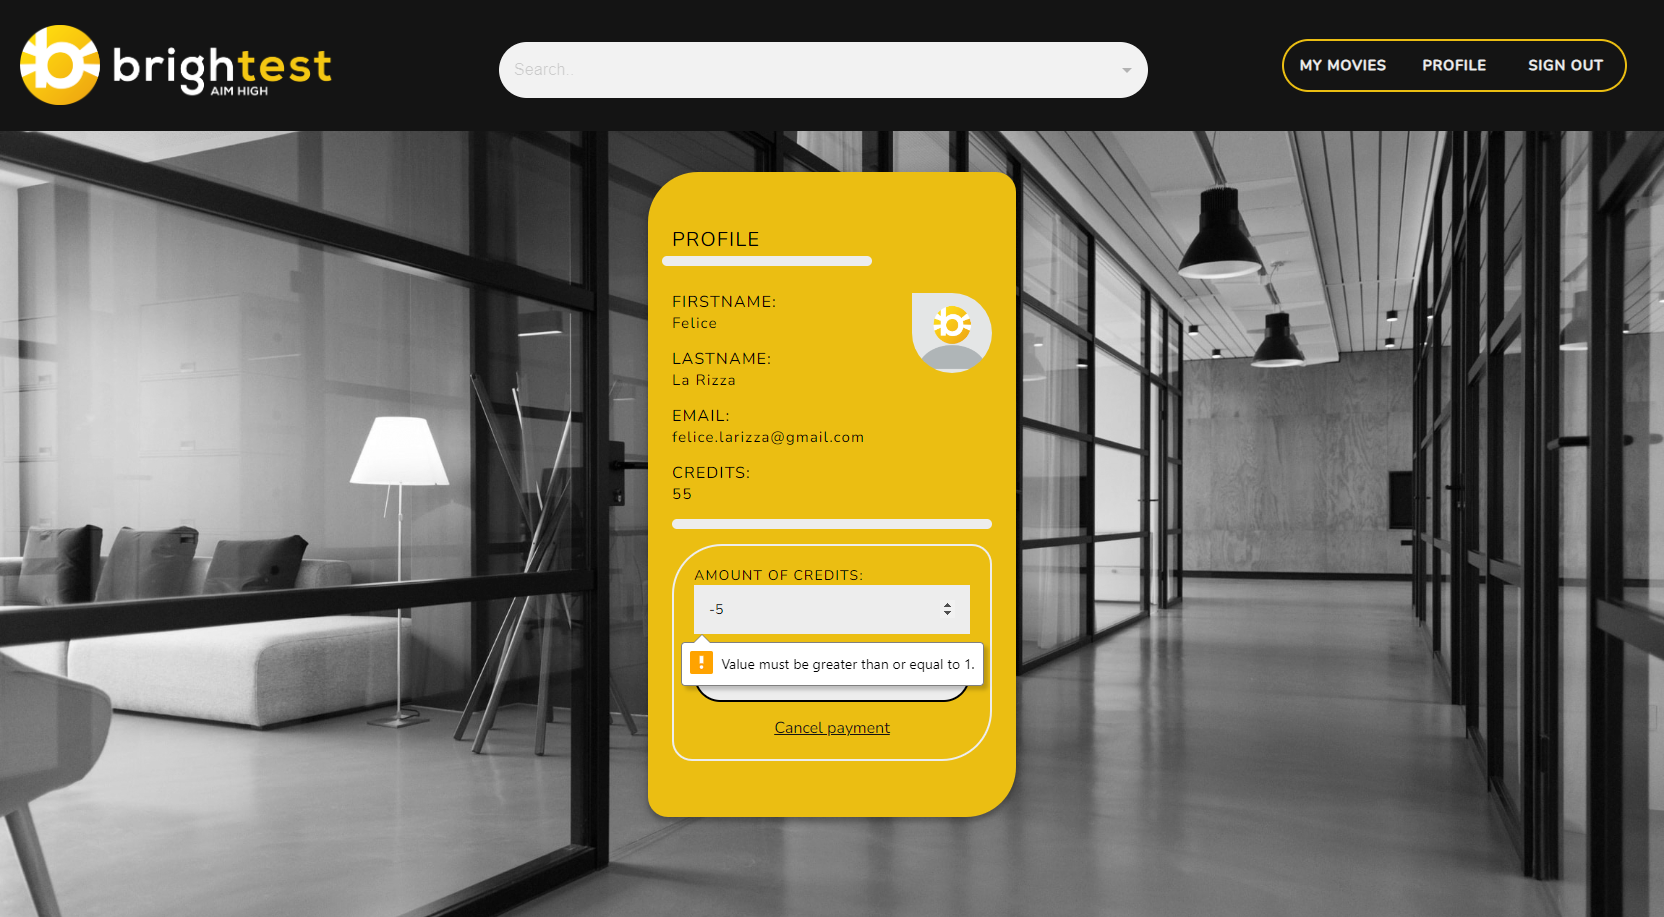 brightest
AIM HIGH
Search..
MY MOVIES PROFILE SIGN OUT
PROFILE
FIRSTNAME:
Felice
LASTNAME:
La Rizza
EMAIL:
felice.larizza@gmail.com
CREDITS:
55
AMOUNT OF CREDITS:
-5
Value must be greater than or equal to 1.
Cancel payment